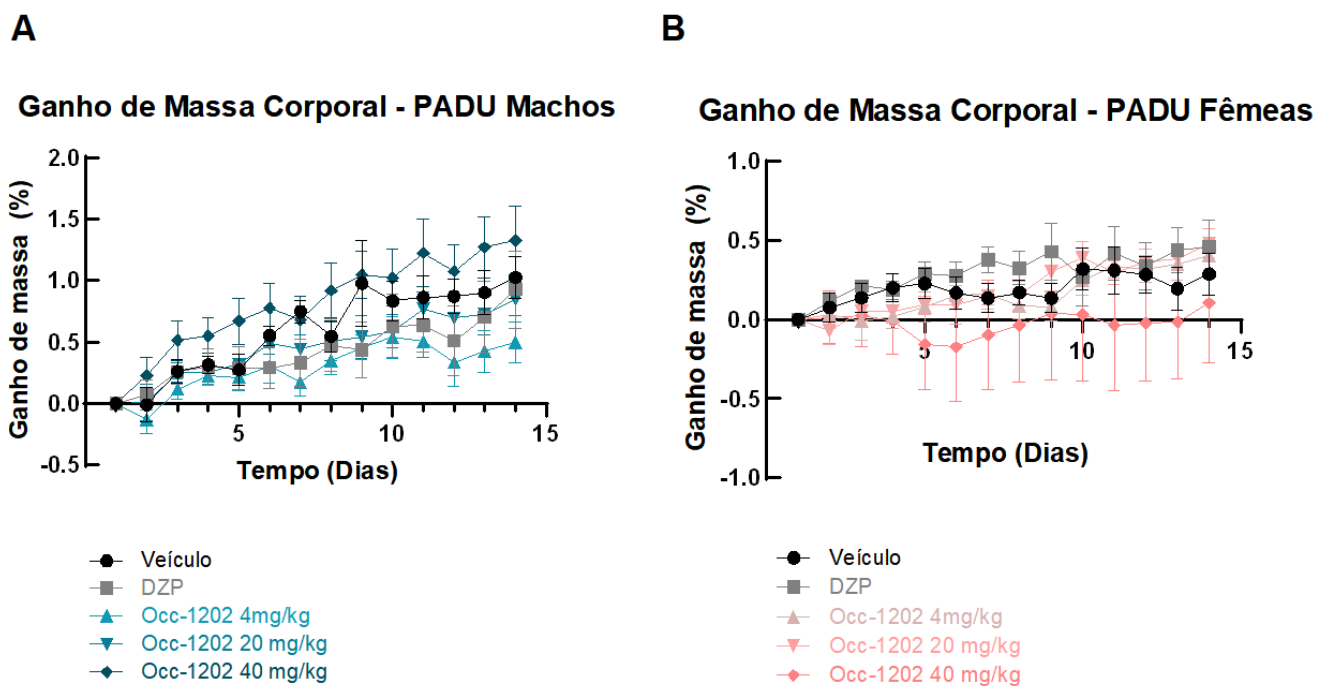 A
Ganho de Massa Corporal - PADU Machos
Ganho de massa (%)
2.0
1.5
1.0
0.5
0.0
-0.5
5
10
15
Tempo (Dias)
Veículo
DZP
Occ-1202 4mg/kg
Occ-1202 20 mg/kg
Occ-1202 40 mg/kg
B
Ganho de Massa Corporal - PADU Fêmeas
Ganho de massa (%)
1.0
0.5
0.0
-0.5
-1.0
5
10
15
Tempo (Dias)
Veículo
DZP
Occ-1202 4mg/kg
Occ-1202 20 mg/kg
Occ-1202 40 mg/kg